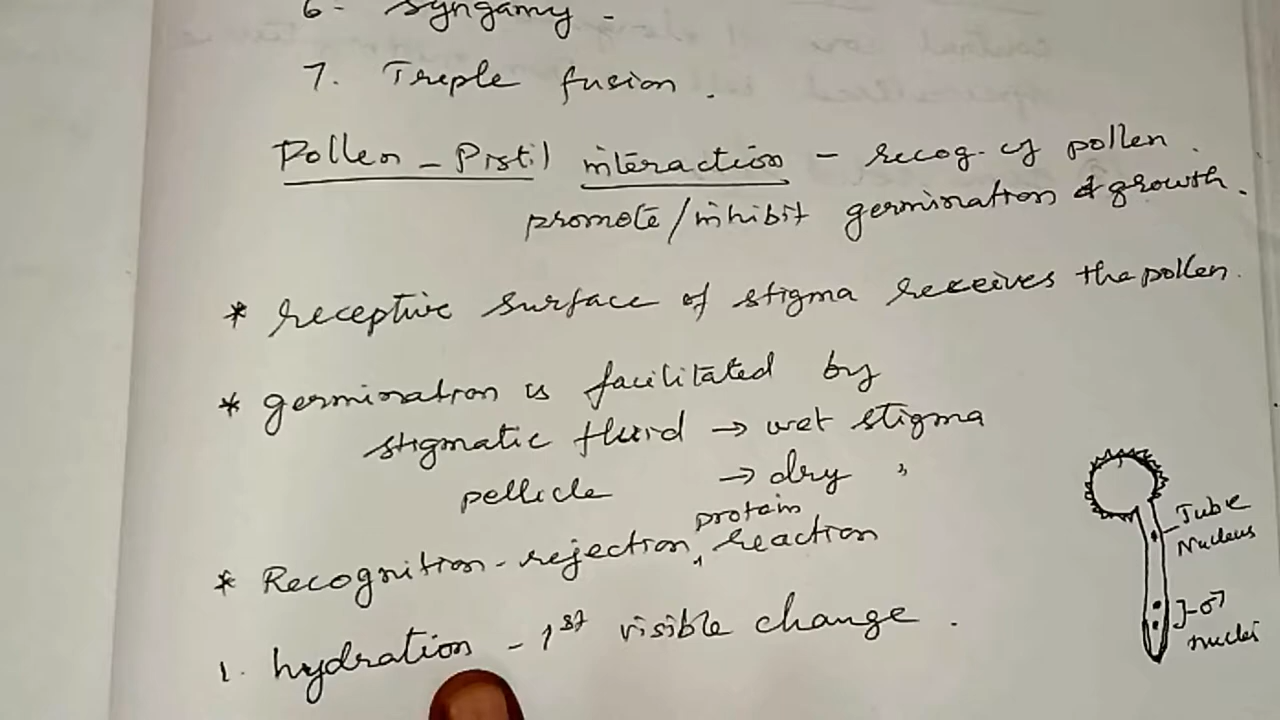 6- Syngamy -
7. Treple fusion.
Pollen - Pistil interaction - recog. of pollen.
promote/inhibit germination & growth.
* receptive surface of stigma receives the pollen.
* germination is facilitated by
stigmatic fluid → wet stigma
pellicle → dry "
protein
* Recognition-rejection, reaction
1. hydration - 1st visible change.
Tube
Nucleus
}-♂
nuclei